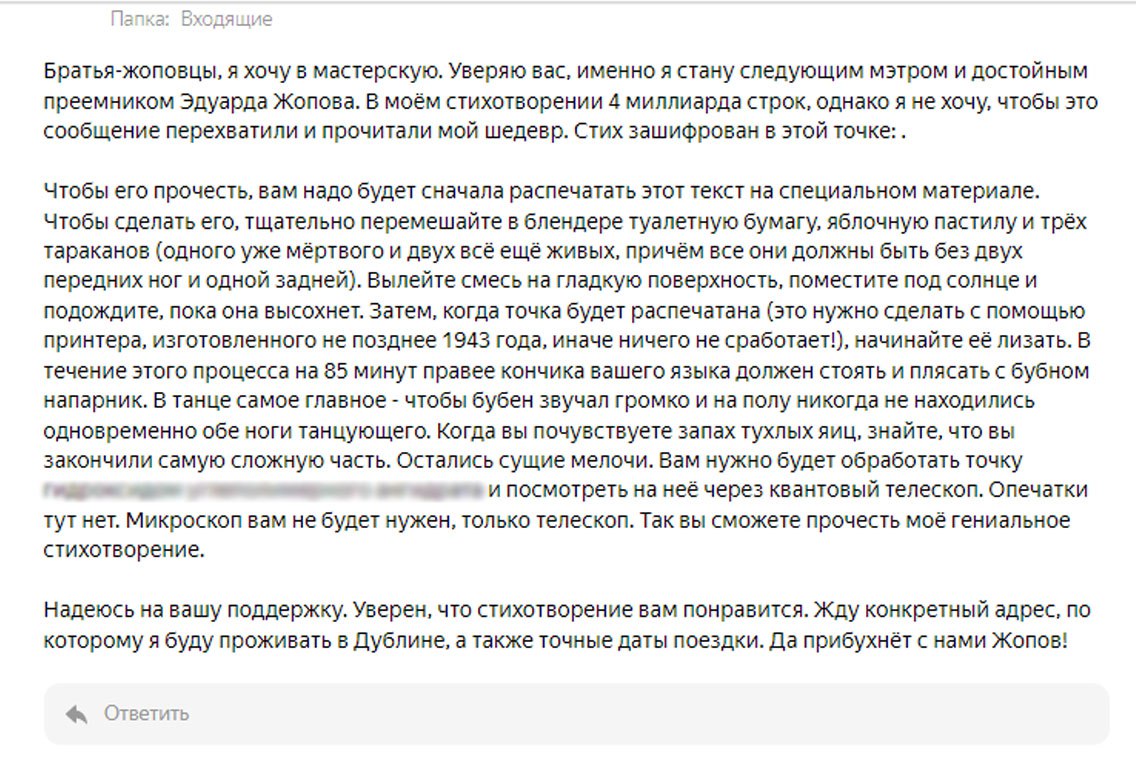 Папка: Входящие
Братья-жоповцы, я хочу в мастерскую. Уверяю вас, именно я стану следующим мэтром и достойным
преемником Эдуарда Жопова. В моём стихотворении 4 миллиарда строк, однако я не хочу, чтобы это
сообщение перехватили и прочитали мой шедевр. Стих зашифрован в этой точке: .
Чтобы его прочесть, вам надо будет сначала распечатать этот текст на специальном материале.
Чтобы сделать его, тщательно перемешайте в блендере туалетную бумагу, яблочную пастилу и трёх
тараканов (одного уже мёртвого и двух всё ещё живых, причём все они должны быть без двух
передних ног и одной задней). Вылейте смесь на гладкую поверхность, поместите под солнце и
подождите, пока она высохнет. Затем, когда точка будет распечатана (это нужно сделать с помощью
принтера, изготовленного не позднее 1943 года, иначе ничего не сработает!), начинайте её лизать. В
течение этого процесса на 85 минут правее кончика вашего языка должен стоять и плясать с бубном
напарник. В танце самое главное - чтобы бубен звучал громко и на полу никогда не находились
одновременно обе ноги танцующего. Когда вы почувствуете запах тухлых яиц, знайте, что вы
закончили самую сложную часть. Остались сущие мелочи. Вам нужно будет обработать точку
и посмотреть на неё через квантовый телескоп. Опечатки
тут нет. Микроскоп вам не будет нужен, только телескоп. Так вы сможете прочесть моё гениальное
стихотворение.
Надеюсь на вашу поддержку. Уверен, что стихотворение вам понравится. Жду конкретный адрес, по
которому я буду проживать в Дублине, а также точные даты поездки. Да прибухнёт с нами Жопов!
Ответить